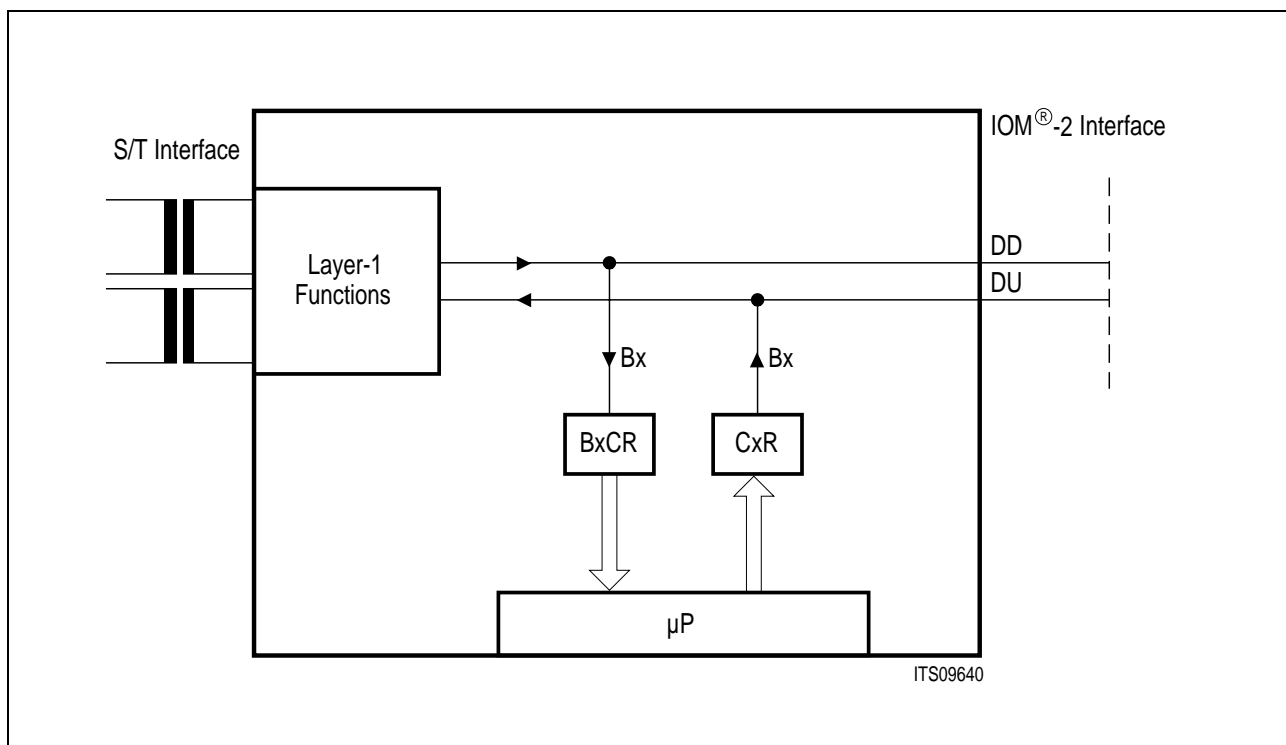 IOM®-2 Interface
S/T Interface
DD
Layer-1
Functions
DU
Bx
Bx
BxCR
CxR
µP
ITS09640